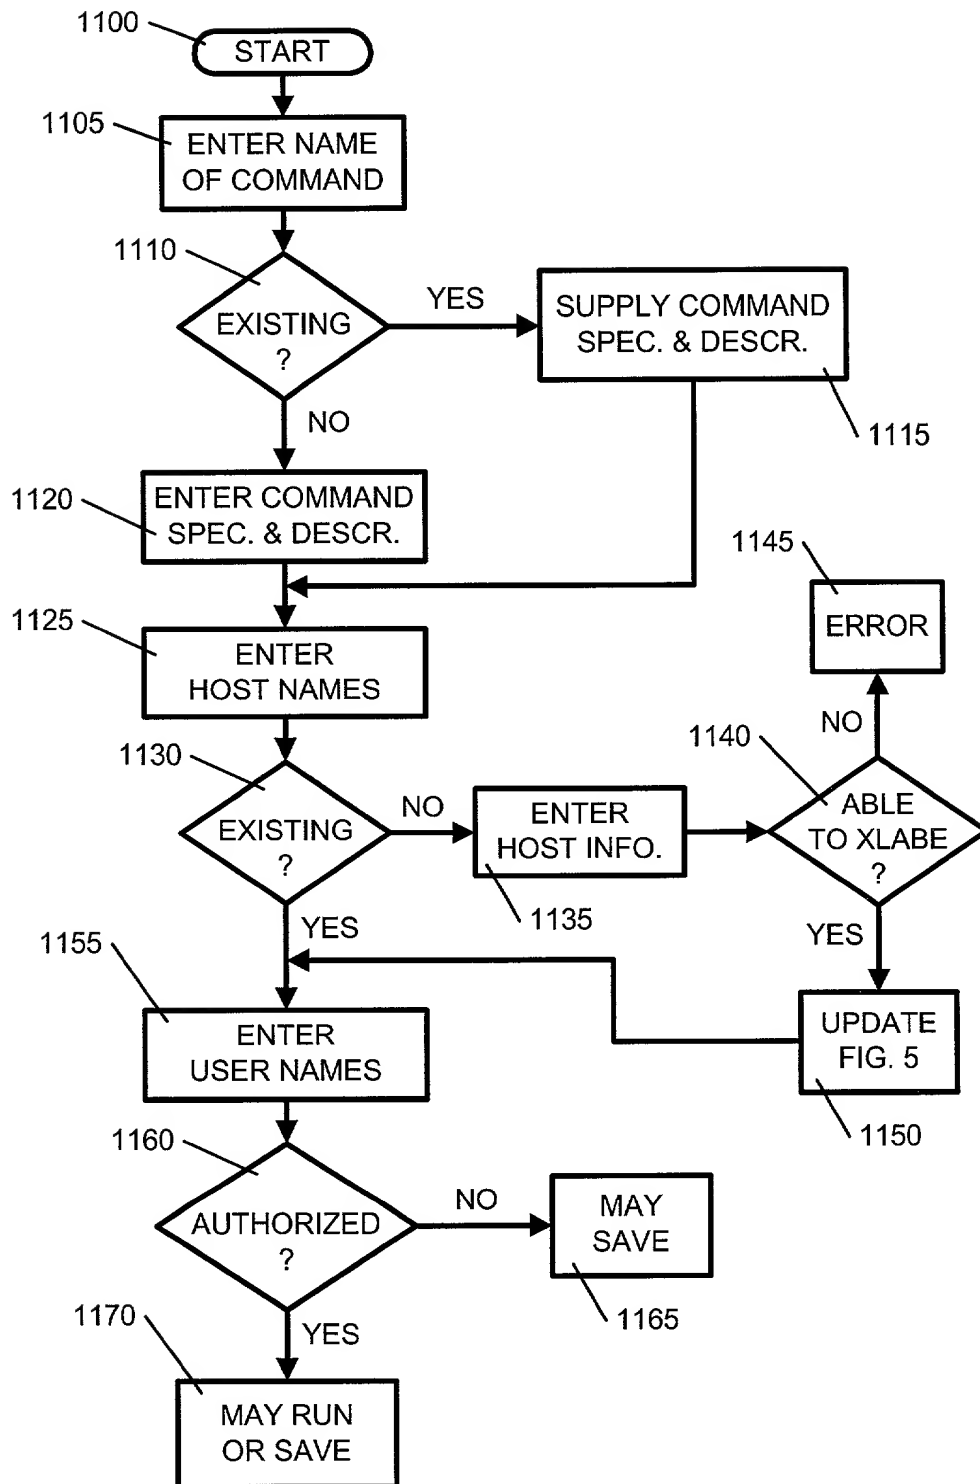 1100
START
1105
ENTER NAME
OF COMMAND
1110
EXISTING
?
YES
SUPPLY COMMAND
SPEC. & DESCR.
1115
NO
1120
ENTER COMMAND
SPEC. & DESCR.
1125
ENTER
HOST NAMES
1130
EXISTING
?
NO
ENTER
HOST INFO.
1135
1140
ABLE
TO XLABE
?
NO
1145
ERROR
YES
UPDATE
FIG. 5
1150
YES
1155
ENTER
USER NAMES
1160
AUTHORIZED
?
NO
MAY
SAVE
1165
YES
1170
MAY RUN
OR SAVE